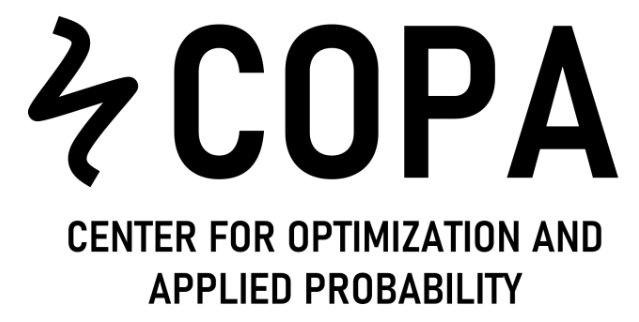 COPA
CENTER FOR OPTIMIZATION AND
APPLIED PROBABILITY